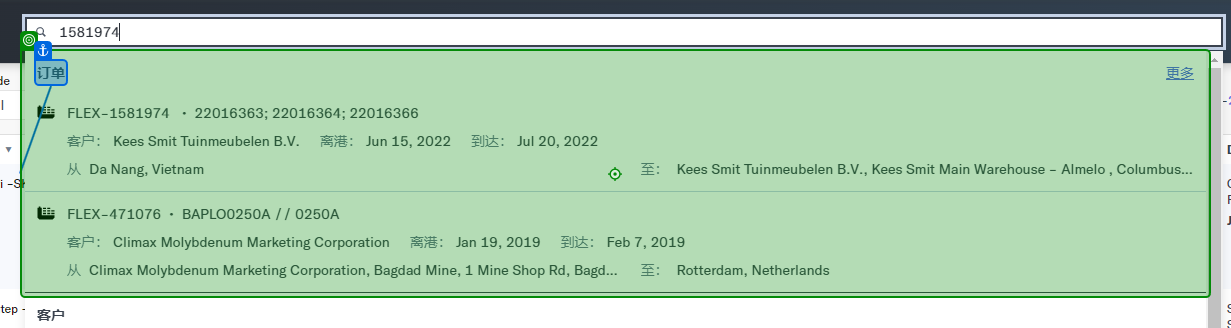 1581974
订单
更多
FLEX-1581974 • 22016363; 22016364; 22016366
客户: Kees Smit Tuinmeubelen B.V. 离港: Jun 15, 2022 到达: Jul 20, 2022
从 Da Nang, Vietnam 至: Kees Smit Tuinmeubelen B.V., Kees Smit Main Warehouse - Almelo , Columbus...
FLEX-471076 • BAPLO0250A // 0250A
客户: Climax Molybdenum Marketing Corporation 离港: Jan 19, 2019 到达: Feb 7, 2019
从 Climax Molybdenum Marketing Corporation, Bagdad Mine, 1 Mine Shop Rd, Bagd... 至: Rotterdam, Netherlands
客户